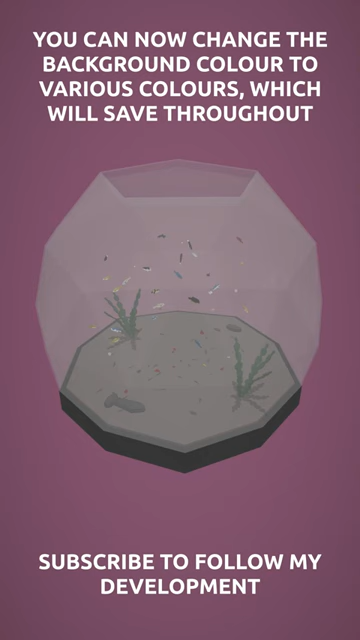 YOU CAN NOW CHANGE THE
BACKGROUND COLOUR TO
VARIOUS COLOURS, WHICH
WILL SAVE THROUGHOUT
SUBSCRIBE TO FOLLOW MY
DEVELOPMENT